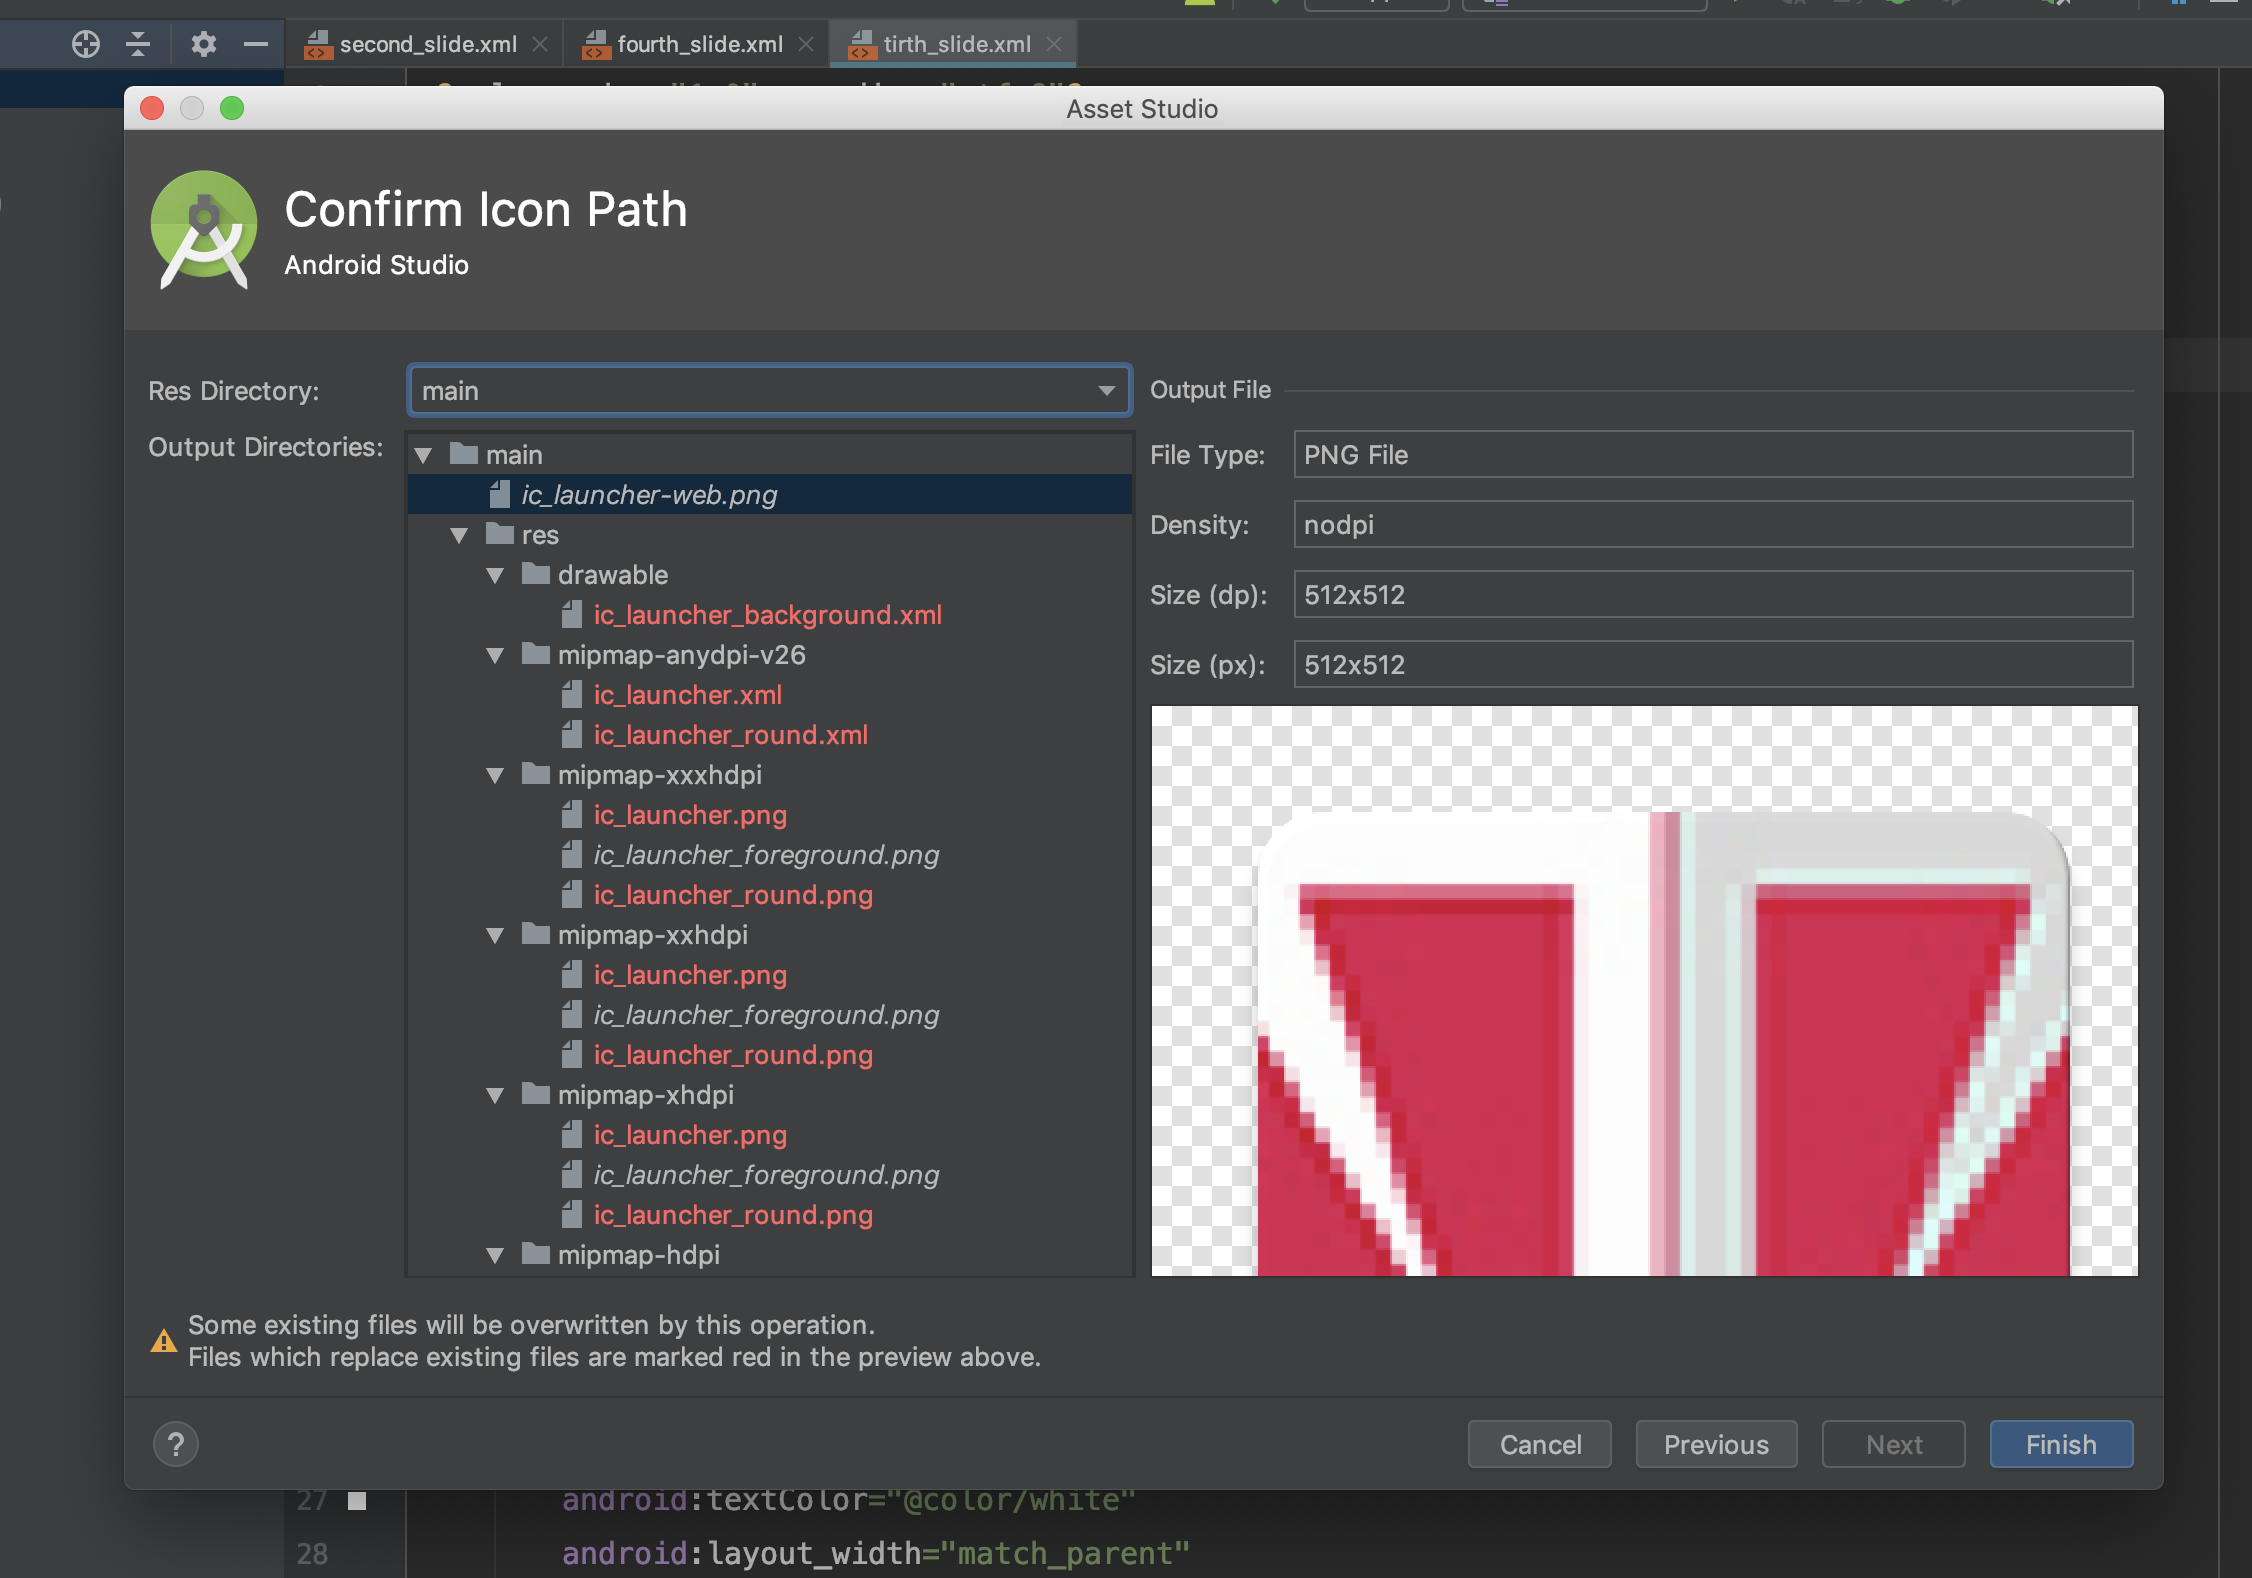 second_slide.xml
fourth_slide.xml
tirth_slide.xml
Asset Studio
Confirm Icon Path
Android Studio
Res Directory:
main
Output File
Output Directories:
main
File Type:
PNG File
ic_launcher-web.png
res
Density:
nodpi
drawable
Size (dp):
512x512
ic_launcher_background.xml
mipmap-anydpi-v26
Size (px):
512x512
ic_launcher.xml
ic_launcher_round.xml
mipmap-xxxhdpi
ic_launcher.png
ic_launcher_foreground.png
ic_launcher_round.png
mipmap-xxhdpi
ic_launcher.png
ic_launcher_foreground.png
ic_launcher_round.png
mipmap-xhdpi
ic_launcher.png
ic_launcher_foreground.png
ic_launcher_round.png
mipmap-hdpi
Some existing files will be overwritten by this operation.
Files which replace existing files are marked red in the preview above.
?
Cancel
Previous
Next
Finish
27 android:textColor="@color/white"
28 android:layout_width="match_parent"